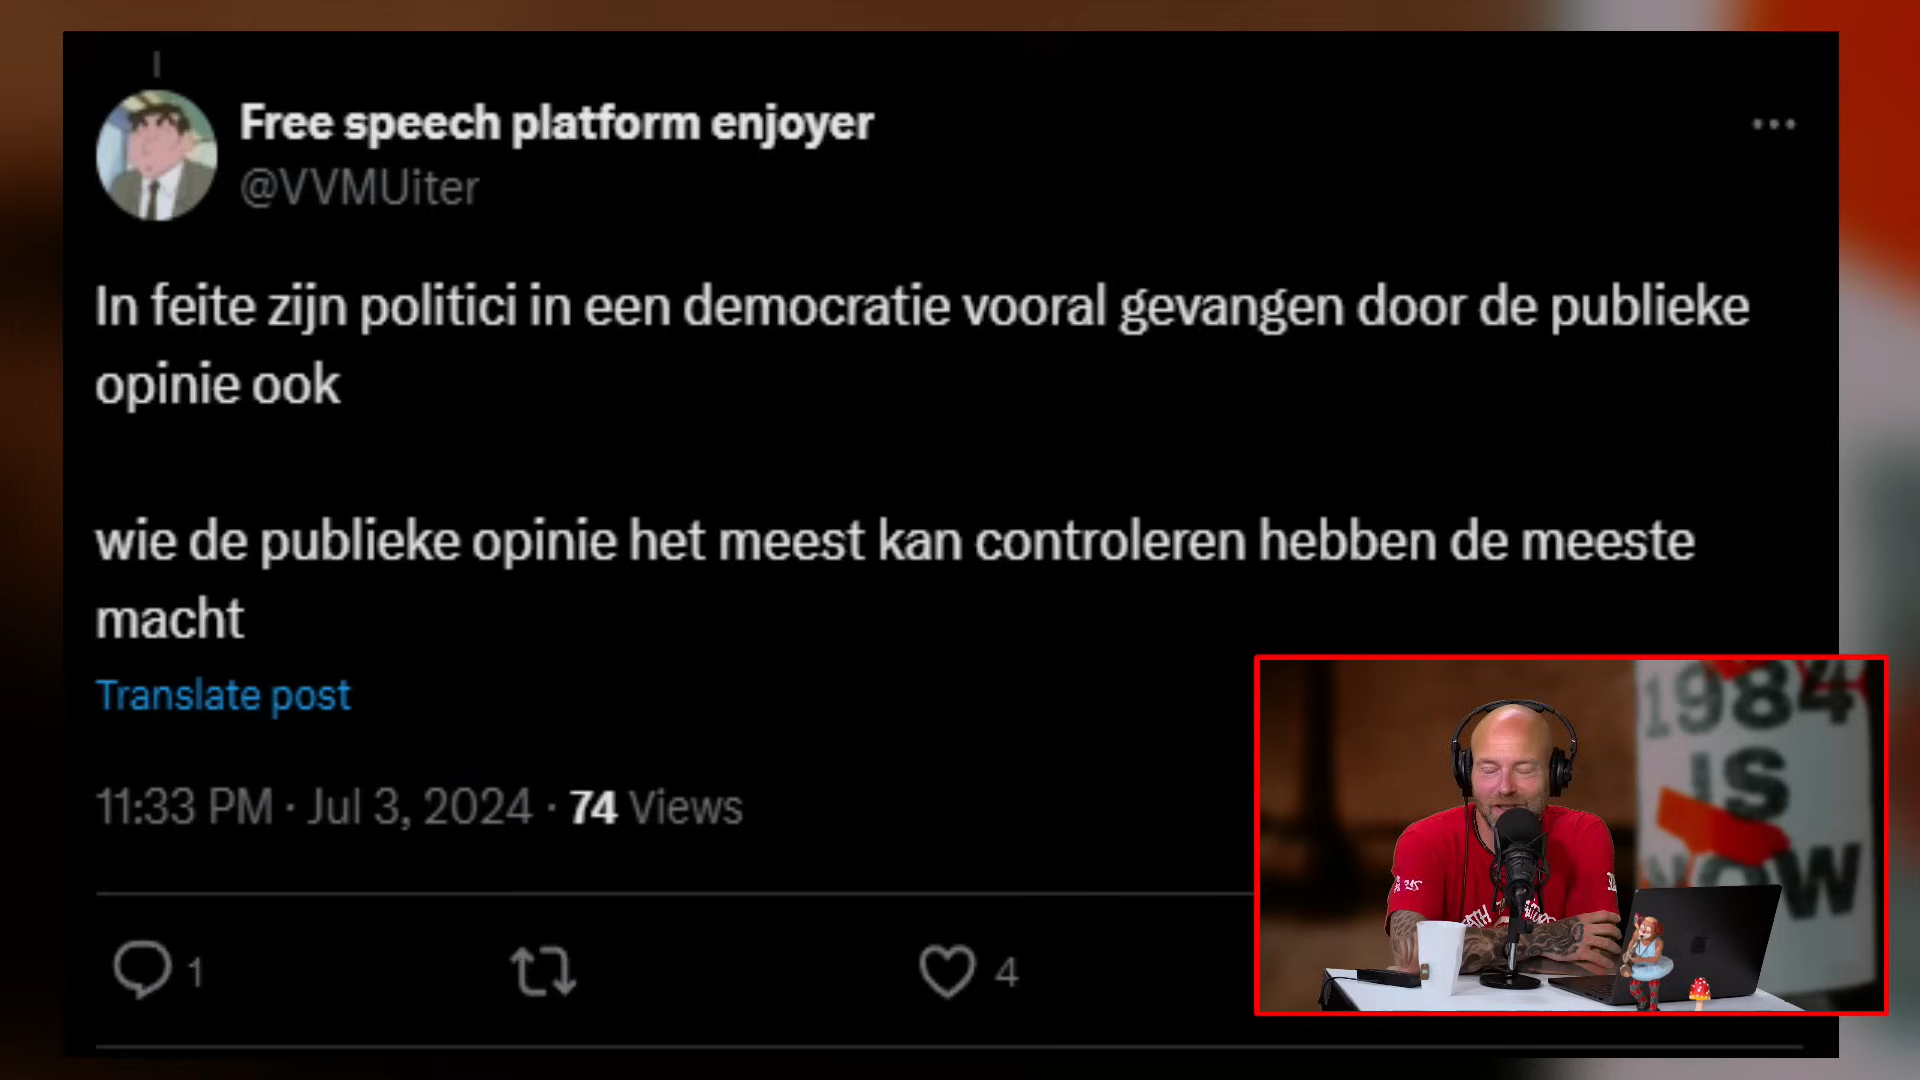 Free speech platform enjoyer
@VVMUiter
In feite zijn politici in een democratie vooral gevangen door de publieke
opinie ook
wie de publieke opinie het meest kan controleren hebben de meeste
macht
Translate post
11:33 PM · Jul 3, 2024 · 74 Views
1
4
1984
IS
NOW